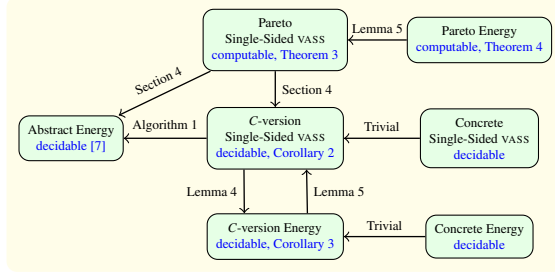 Pareto
Single-Sided VASS
computable, Theorem 3
Lemma 5
Pareto Energy
computable, Theorem 4
Section 4
Section 4
Abstract Energy
decidable [7]
Algorithm 1
C-version
Single-Sided VASS
decidable, Corollary 2
Trivial
Concrete
Single-Sided VASS
decidable
Lemma 4
Lemma 5
C-version Energy
decidable, Corollary 3
Trivial
Concrete Energy
decidable